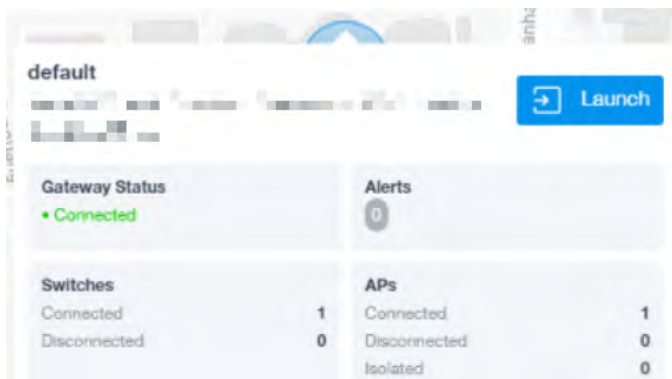 default
Launch
Gateway Status
• Connected
Alerts
0
Switches
Connected 1
Disconnected 0
APs
Connected 1
Disconnected 0
Isolated 0